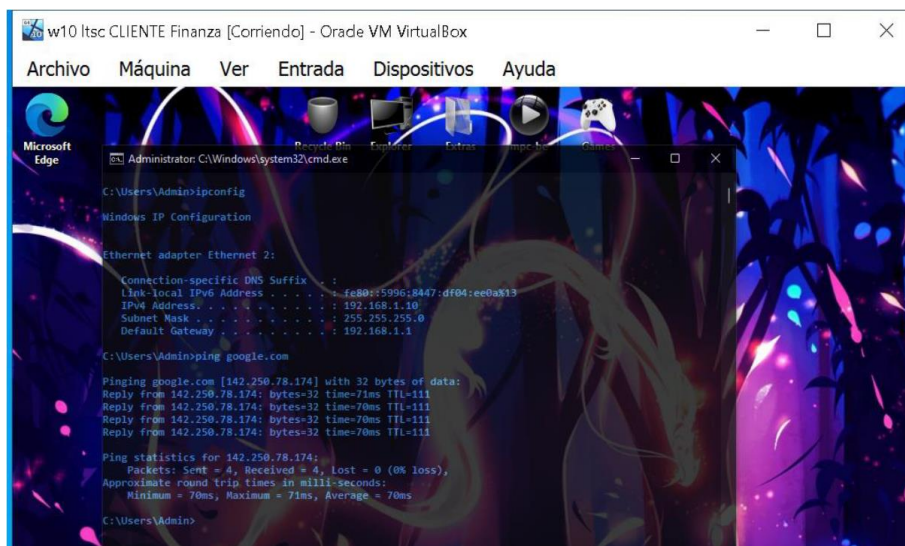 w10 ltsc CLIENTE Finanza [Corriendo] - Oracle VM VirtualBox
Archivo Máquina Ver Entrada Dispositivos Ayuda
Microsoft Edge
Recycle Bin
Explorer
Extras
mpc-be
Games
Administrator: C:\Windows\system32\cmd.exe
C:\Users\Admin>ipconfig
Windows IP Configuration
Ethernet adapter Ethernet 2:
Connection-specific DNS Suffix . :
Link-local IPv6 Address . . . . . : fe80::5996:8447:df04:ee0a%13
IPv4 Address. . . . . . . . . . . : 192.168.1.10
Subnet Mask . . . . . . . . . . . : 255.255.255.0
Default Gateway . . . . . . . . . : 192.168.1.1
C:\Users\Admin>ping google.com
Pinging google.com [142.250.78.174] with 32 bytes of data:
Reply from 142.250.78.174: bytes=32 time=71ms TTL=111
Reply from 142.250.78.174: bytes=32 time=70ms TTL=111
Reply from 142.250.78.174: bytes=32 time=70ms TTL=111
Reply from 142.250.78.174: bytes=32 time=70ms TTL=111
Ping statistics for 142.250.78.174:
Packets: Sent = 4, Received = 4, Lost = 0 (0% loss),
Approximate round trip times in milli-seconds:
Minimum = 70ms, Maximum = 71ms, Average = 70ms
C:\Users\Admin>